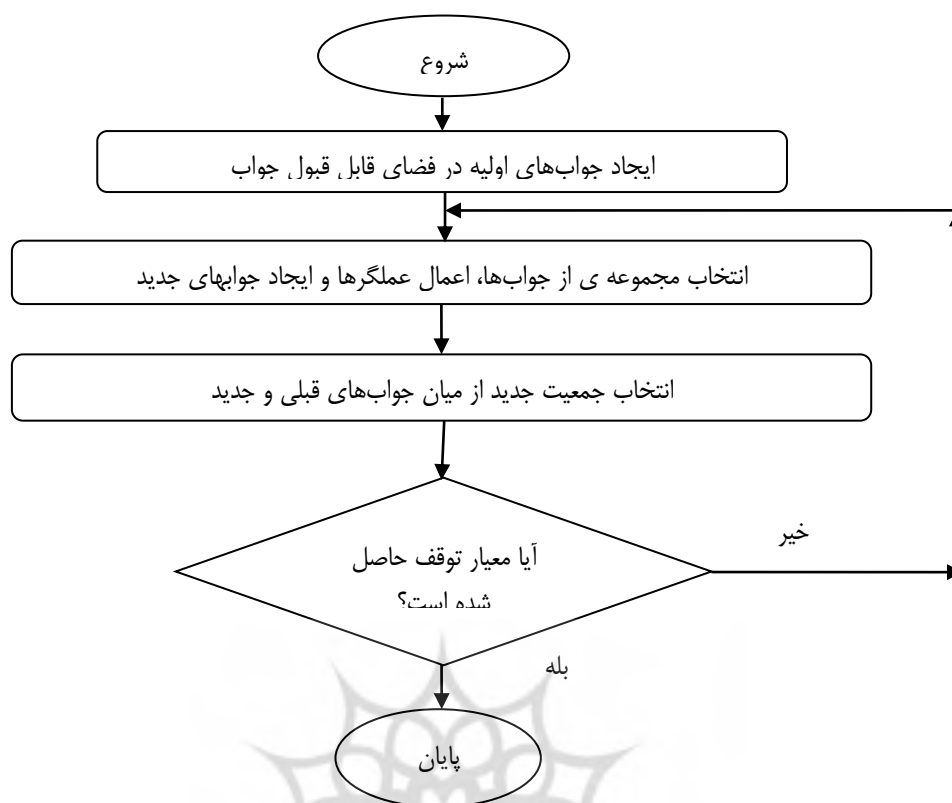 شروع
ایجاد جواب‌های اولیه در فضای قابل قبول جواب
انتخاب مجموعه ی از جواب‌ها، اعمال عملگرها و ایجاد جوابهای جدید
انتخاب جمعیت جدید از میان جواب‌های قبلی و جدید
آیا معیار توقف حاصل
شده است؟
خیر
بله
پایان